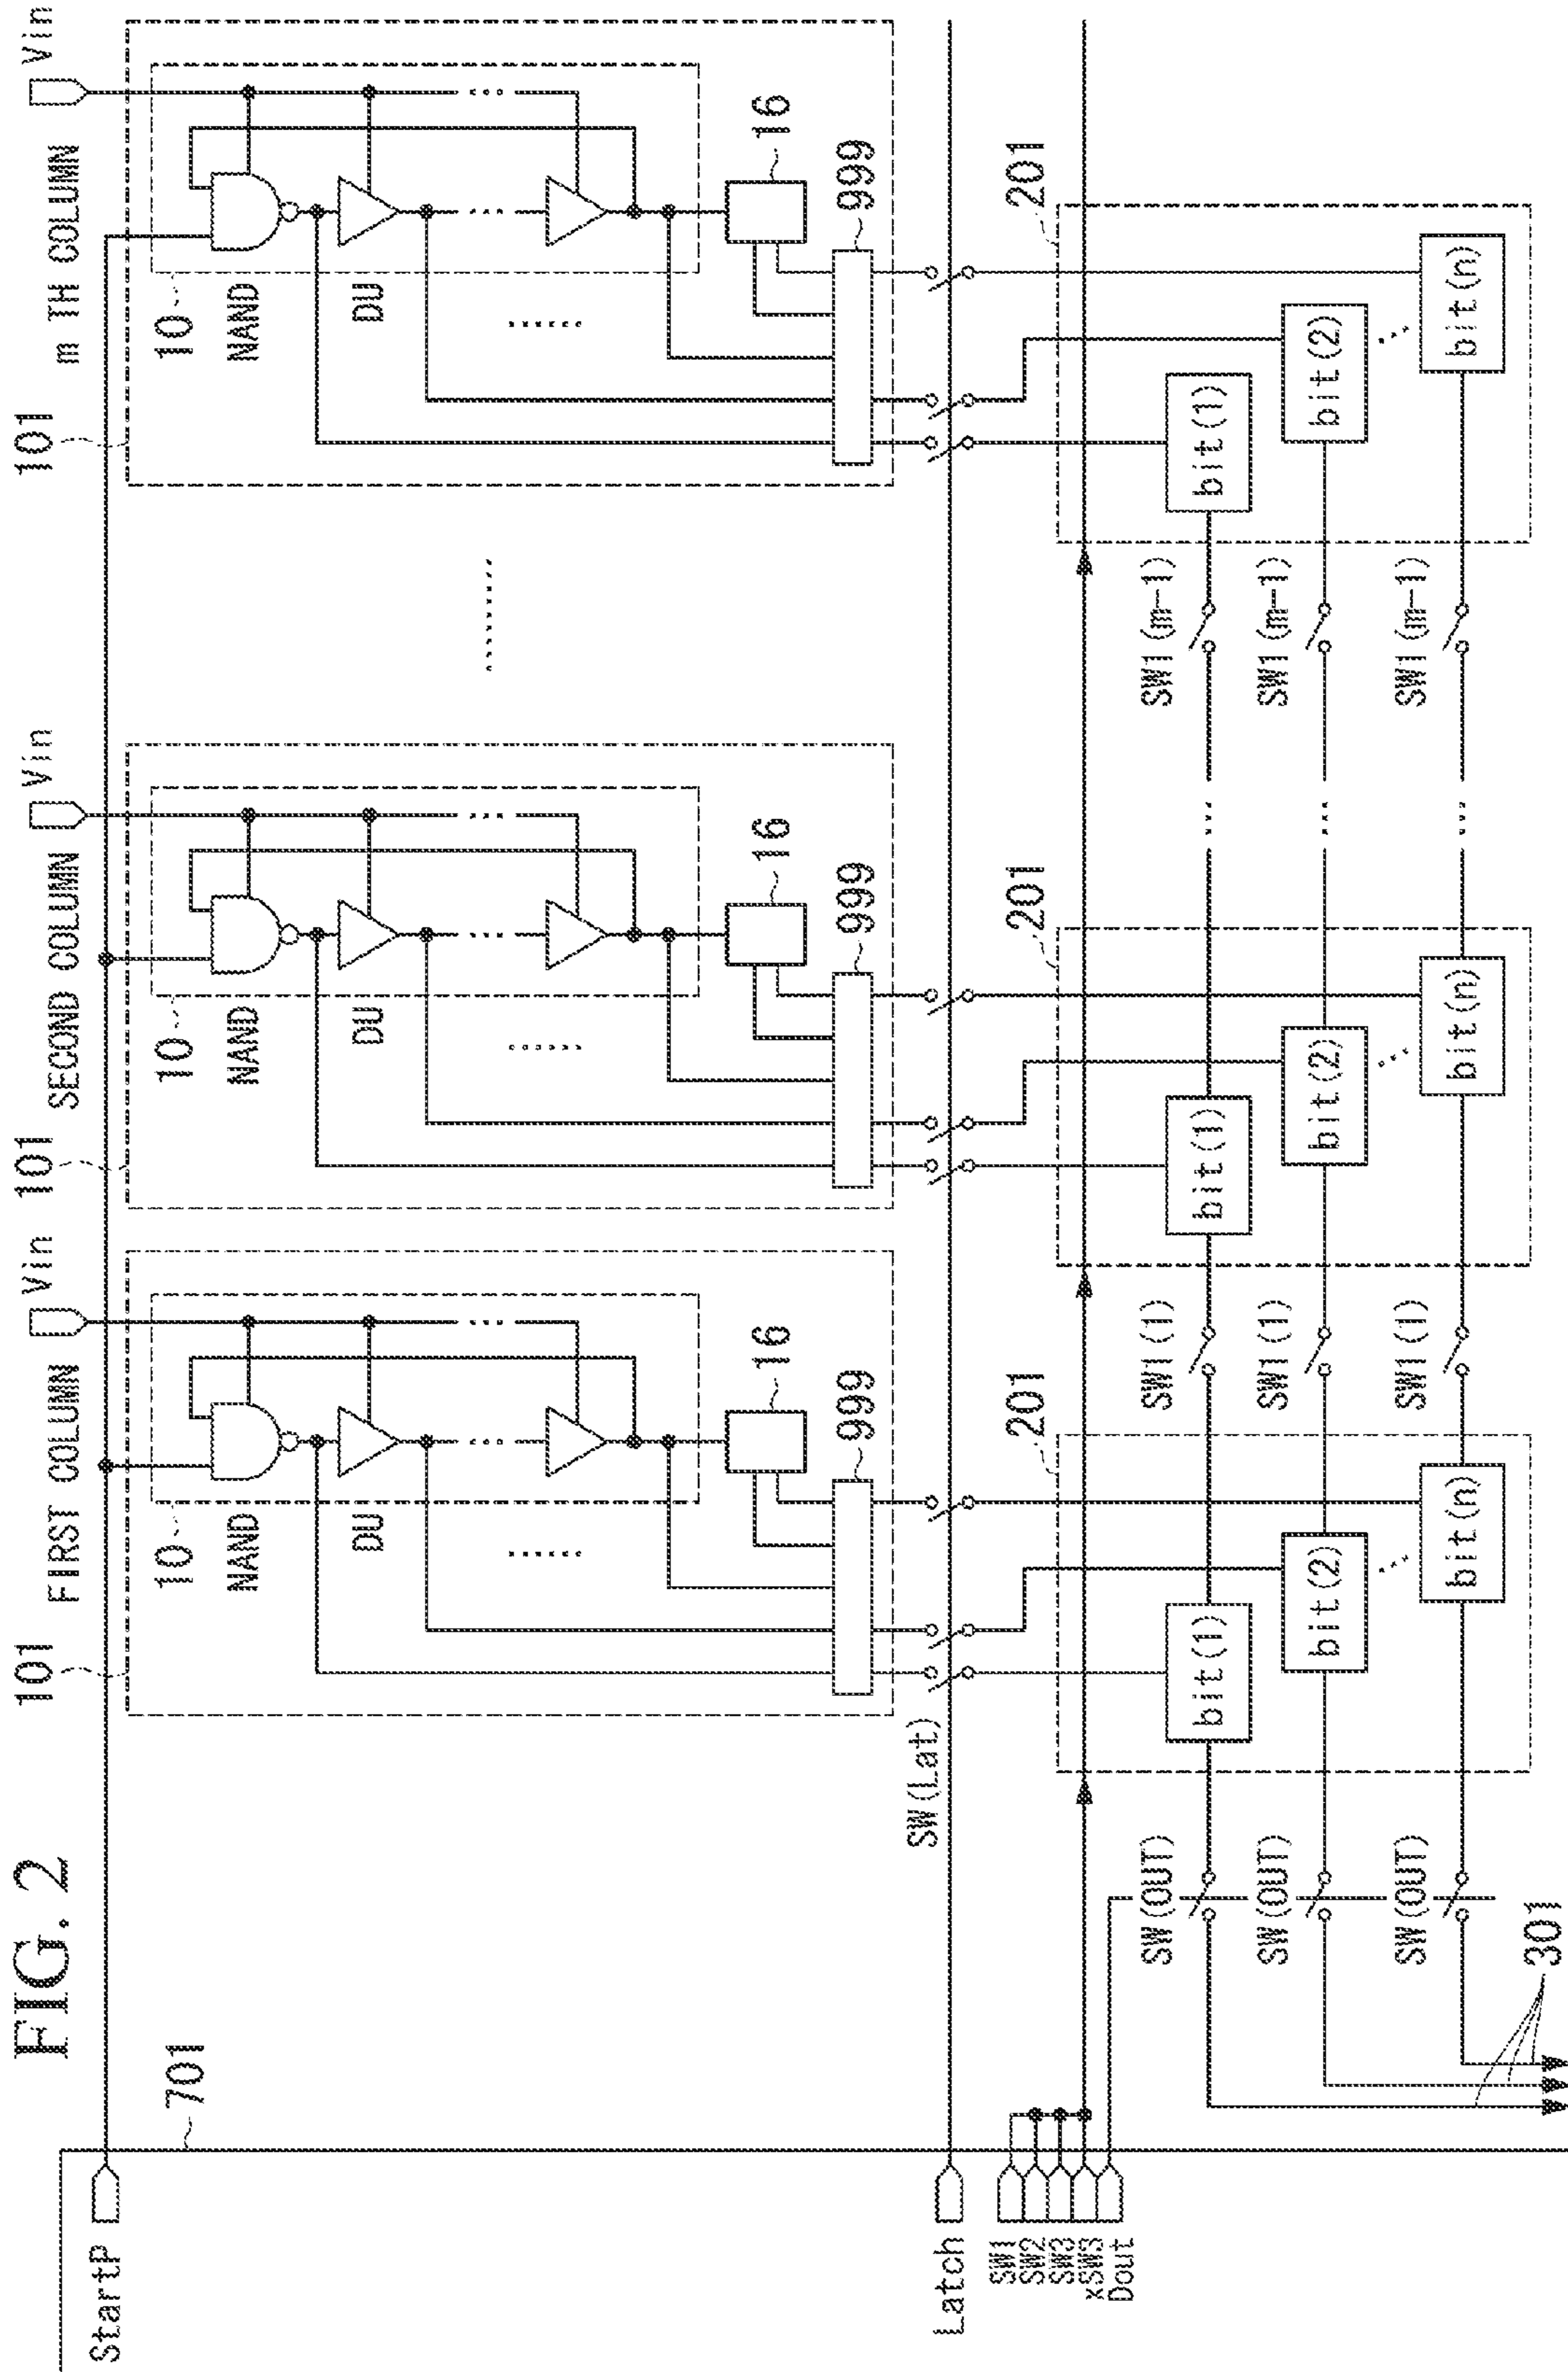 FIG. 2
FIRST COLUMN
SECOND COLUMN
m TH COLUMN
Vin
Vin
Vin
101
101
101
701
StartP
10
10
10
NAND
NAND
NAND
DU
DU
DU
......
......
......
16
16
16
999
999
999
SW(Lat)
Latch
SW1
SW2
SW3
xSW3
Dout
201
201
201
SW(OUT)
bit(1)
SW1(1)
bit(1)
SW1(m-1)
bit(1)
SW(OUT)
bit(2)
SW1(1)
bit(2)
SW1(m-1)
bit(2)
SW(OUT)
bit(n)
SW1(1)
bit(n)
SW1(m-1)
bit(n)
301